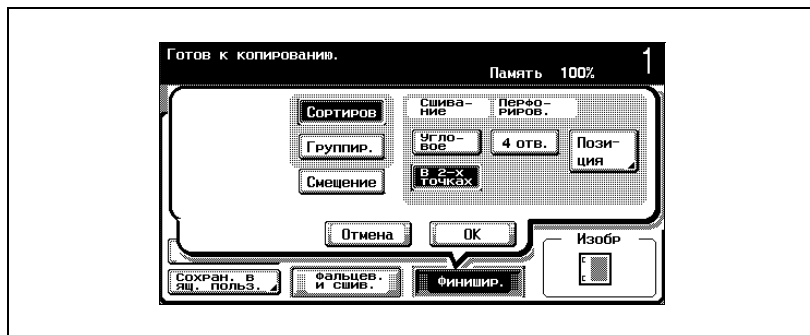 Готов к копированию.
1
Память 100%
Сшива-
ние
Перфо-
риров.
Сортиров
Угло-
вое
4 отв.
Пози-
ция
Группир.
В 2-х
точках
Смещение
Отмена
OK
Изобр
Сохран. в
ящ. польз.
Фальцев.
и сшив.
Финишир.